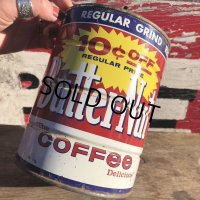 REGULAR GRIND
10¢ OFF
REGULAR PRICE
Butter-Nut
SOLD OUT
COFFEE
Delicious